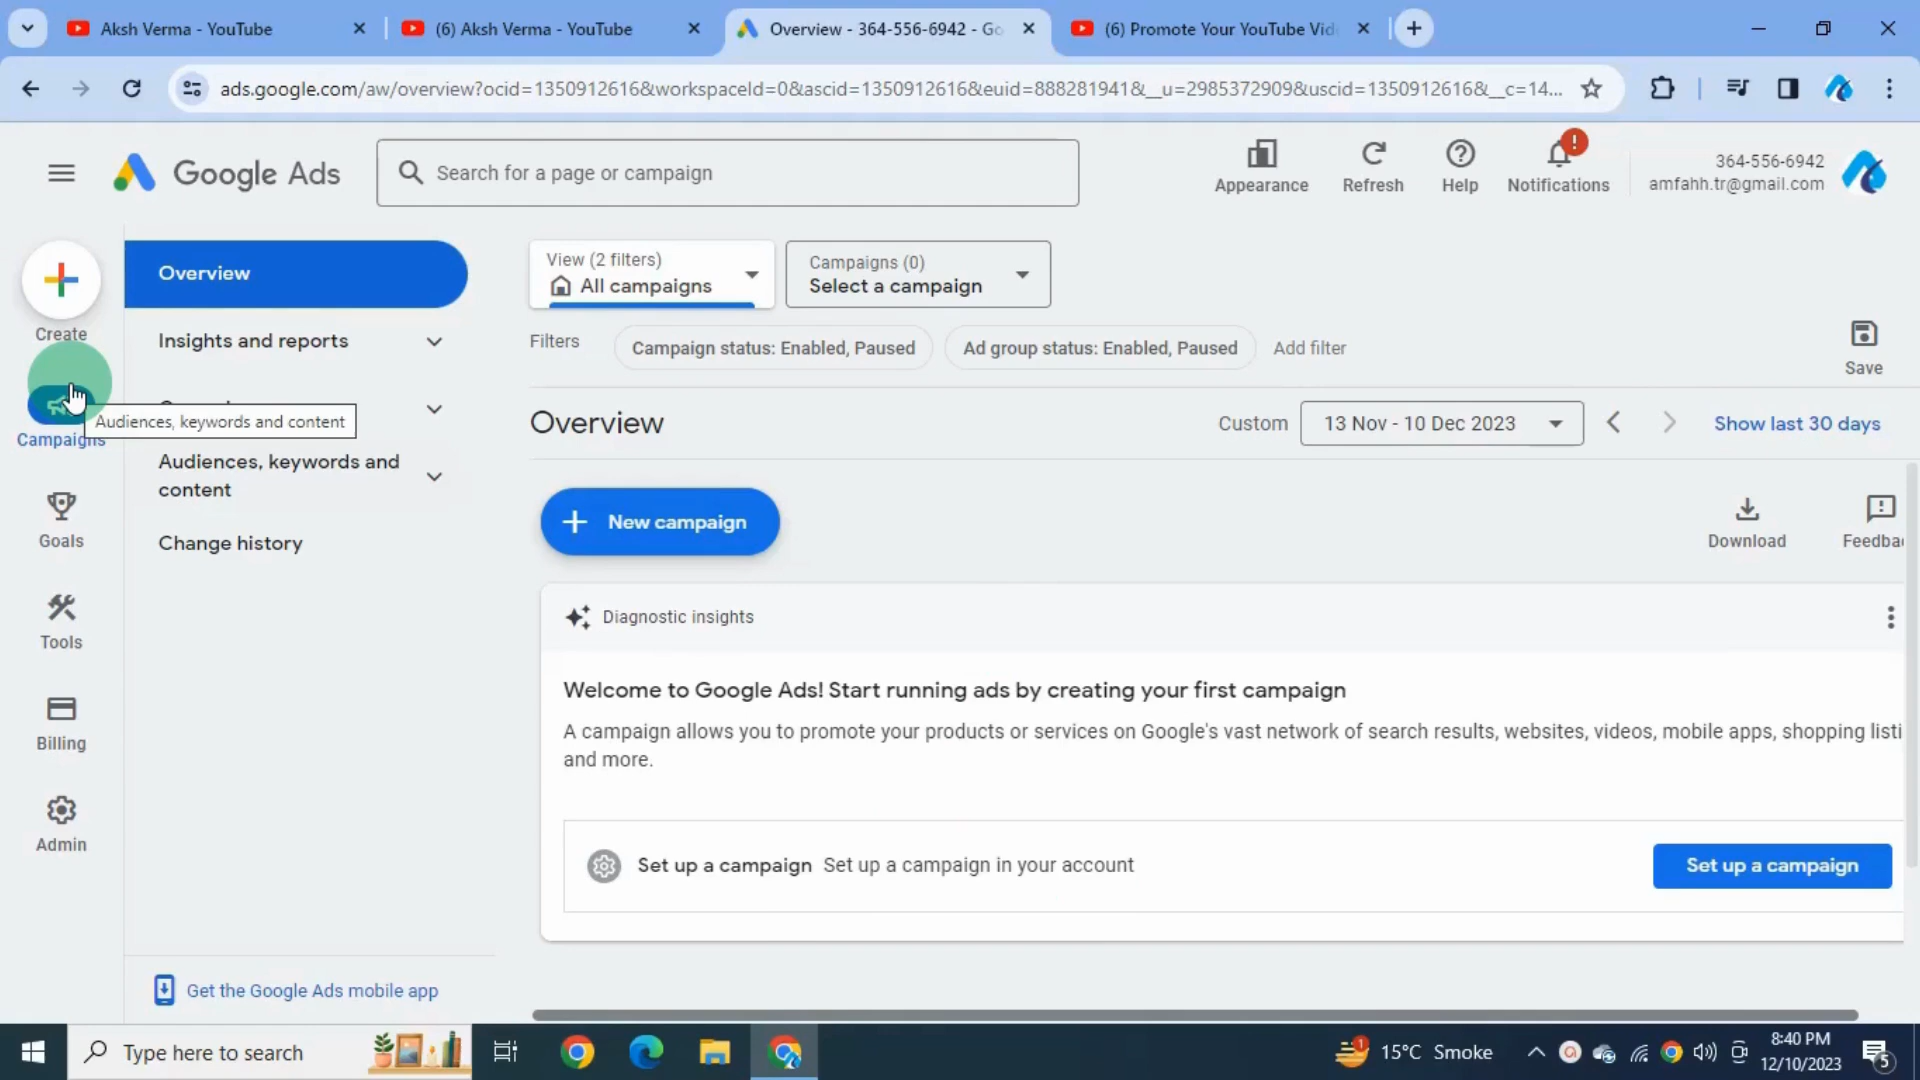 Aksh Verma - YouTube
(6) Aksh Verma - YouTube
Overview - 364-556-6942 - Go
(6) Promote Your YouTube Vid
ads.google.com/aw/overview?ocid=1350912616&workspaceId=0&ascid=1350912616&euid=888281941&__u=2985372909&uscid=1350912616&__c=14...
Google Ads
Search for a page or campaign
Appearance
Refresh
Help
!
Notifications
364-556-6942
amfahh.tr@gmail.com
Create
Campaigns
Goals
Tools
Billing
Admin
Overview
Insights and reports
Audiences, keywords and content
Audiences, keywords and
content
Change history
Get the Google Ads mobile app
View (2 filters)
All campaigns
Campaigns (0)
Select a campaign
Filters
Campaign status: Enabled, Paused
Ad group status: Enabled, Paused
Add filter
Save
Overview
Custom
13 Nov - 10 Dec 2023
Show last 30 days
New campaign
Download
Feedba
Diagnostic insights
Welcome to Google Ads! Start running ads by creating your first campaign
A campaign allows you to promote your products or services on Google's vast network of search results, websites, videos, mobile apps, shopping listi
and more.
Set up a campaign Set up a campaign in your account
Set up a campaign
Type here to search
1
15°C Smoke
8:40 PM
12/10/2023
5